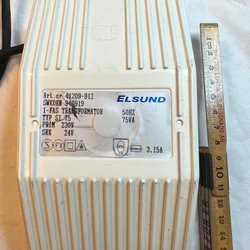 Art.nr 41209-912
SWEDEN 949919
ELSUND
1-FAS TRANSFORMATOR
50HZ
TYP SL 75
75VA
PRIM 230V
SEK 24V
3.15A